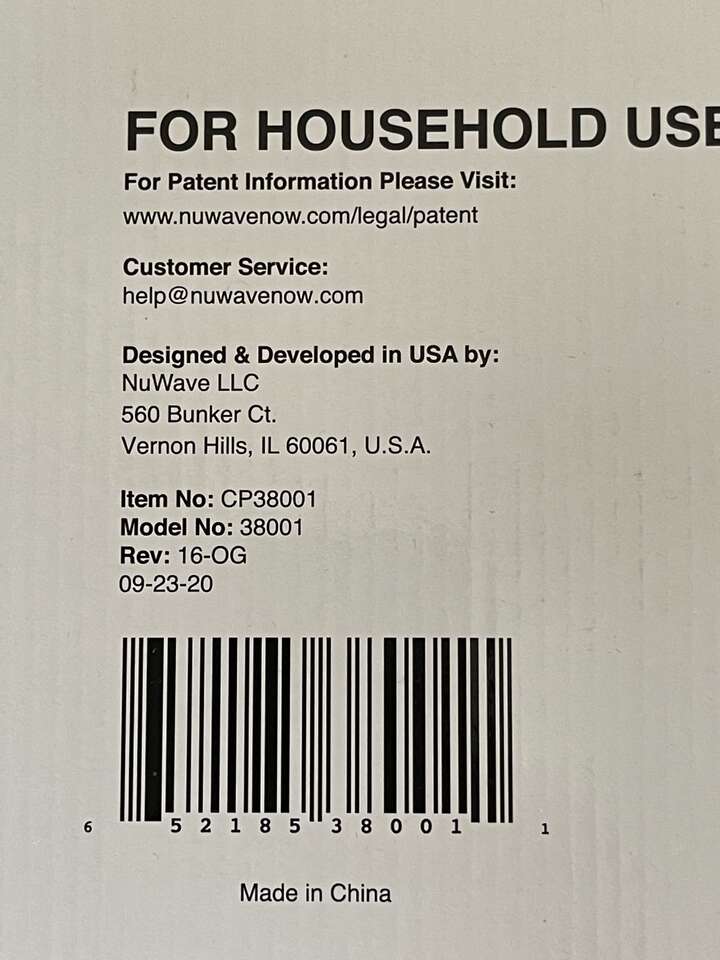 FOR HOUSEHOLD USE
For Patent Information Please Visit:
www.nuwavenow.com/legal/patent
Customer Service:
help@nuwavenow.com
Designed & Developed in USA by:
NuWave LLC
560 Bunker Ct.
Vernon Hills, IL 60061, U.S.A.
Item No: CP38001
Model No: 38001
Rev: 16-OG
09-23-20
6 52185 38001 1
Made in China